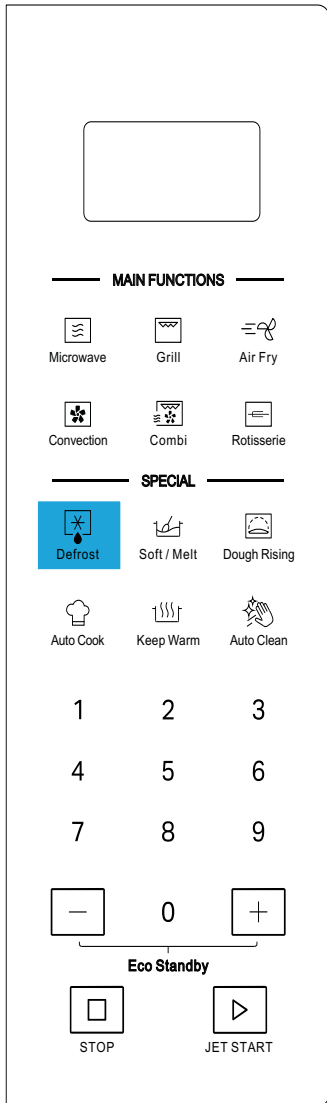 MAIN FUNCTIONS
Microwave Grill Air Fry
Convection Combi Rotisserie
SPECIAL
Defrost Soft / Melt Dough Rising
Auto Cook Keep Warm Auto Clean
1 2 3
4 5 6
7 8 9
- 0 +
Eco Standby
STOP JET START